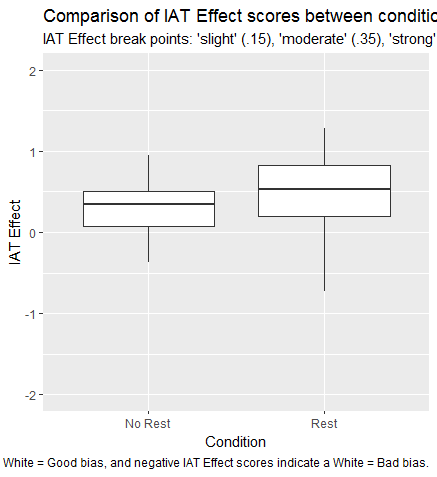 Comparison of IAT Effect scores between conditio
IAT Effect break points: 'slight' (.15), 'moderate' (.35), 'strong'
2
1
0
-1
-2
IAT Effect
No Rest
Rest
Condition
White = Good bias, and negative IAT Effect scores indicate a White = Bad bias.